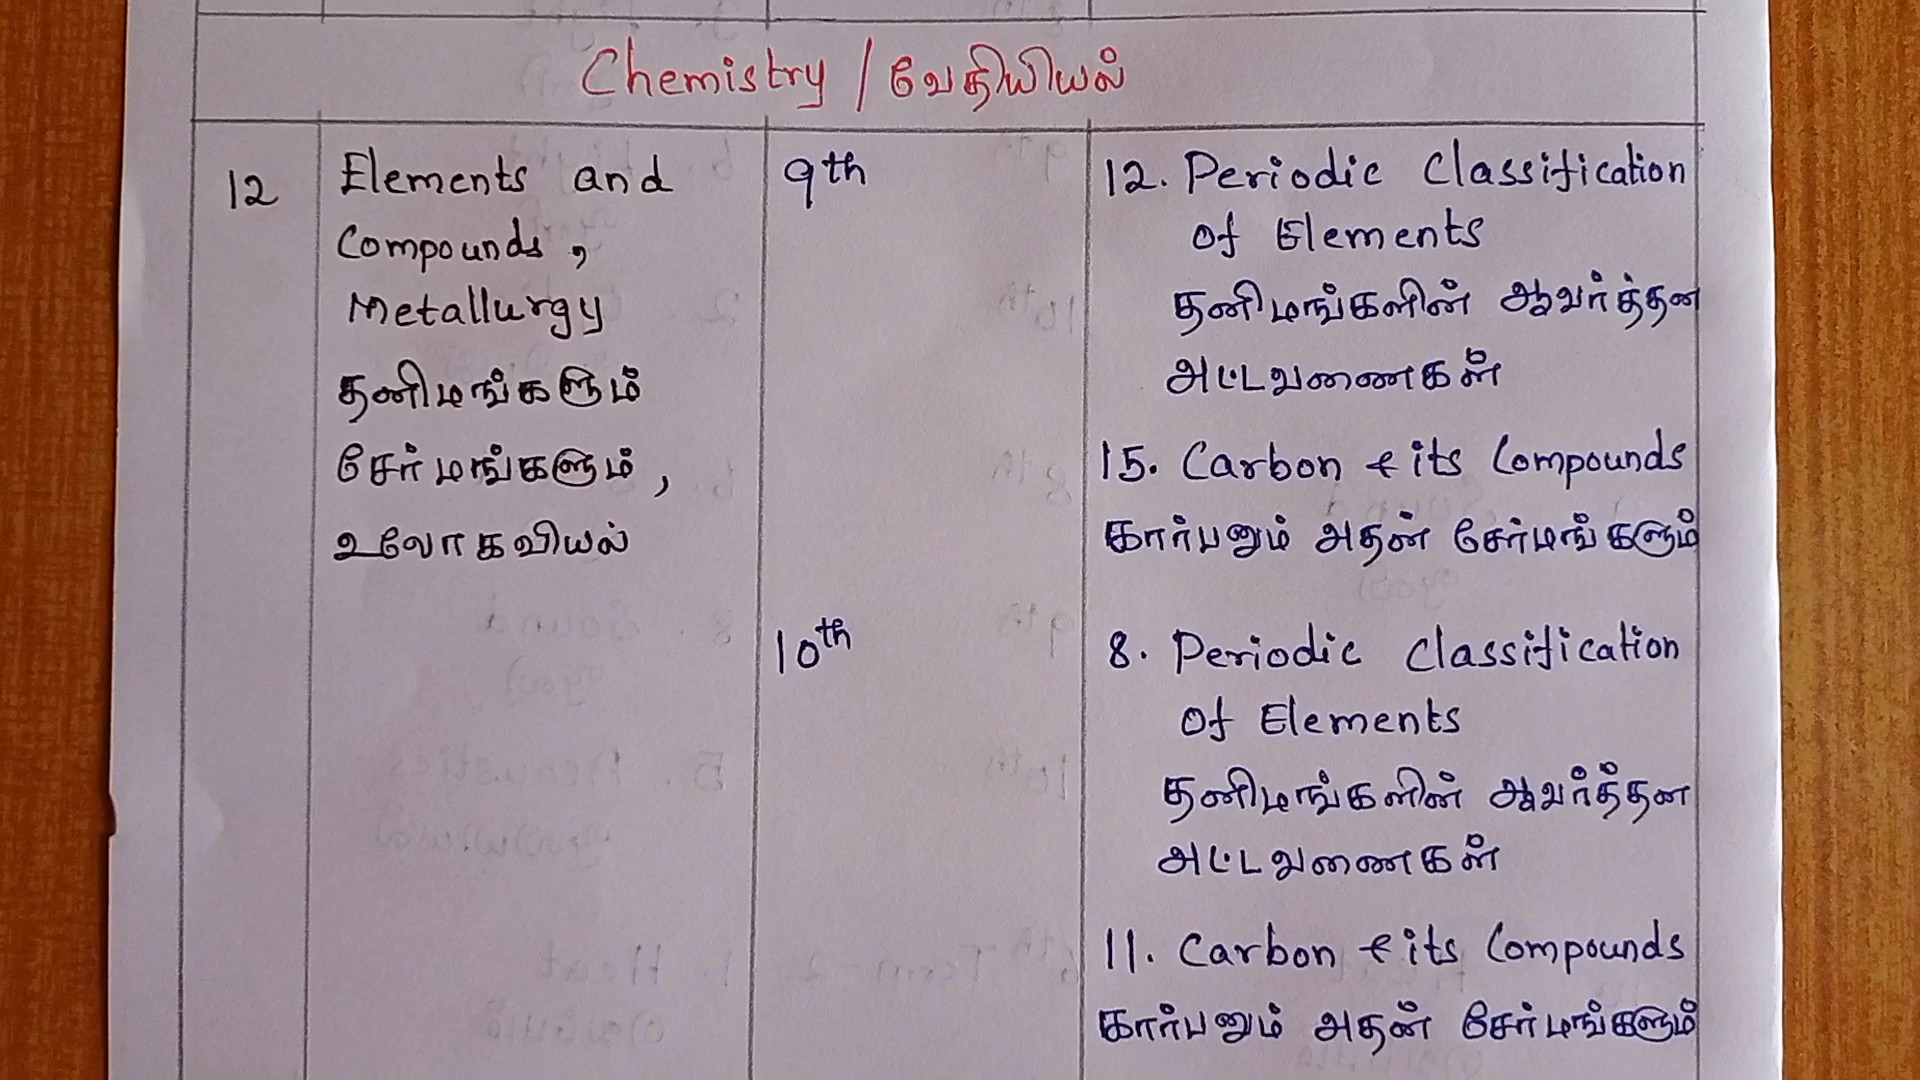 Chemistry / வேதியியல்
12
Elements and
Compounds,
Metallurgy
தனிமங்களும்
சேர்மங்களும்,
உலோகவியல்
9th
12. Periodic Classification
of Elements
தனிமங்களின் ஆவர்த்தன
அட்டவணைகள்
15. Carbon & its Compounds
கார்பனும் அதன் சேர்மங்களும்
10th
8. Periodic Classification
of Elements
தனிமங்களின் ஆவர்த்தன
அட்டவணைகள்
11. Carbon & its Compounds
கார்பனும் அதன் சேர்மங்களும்